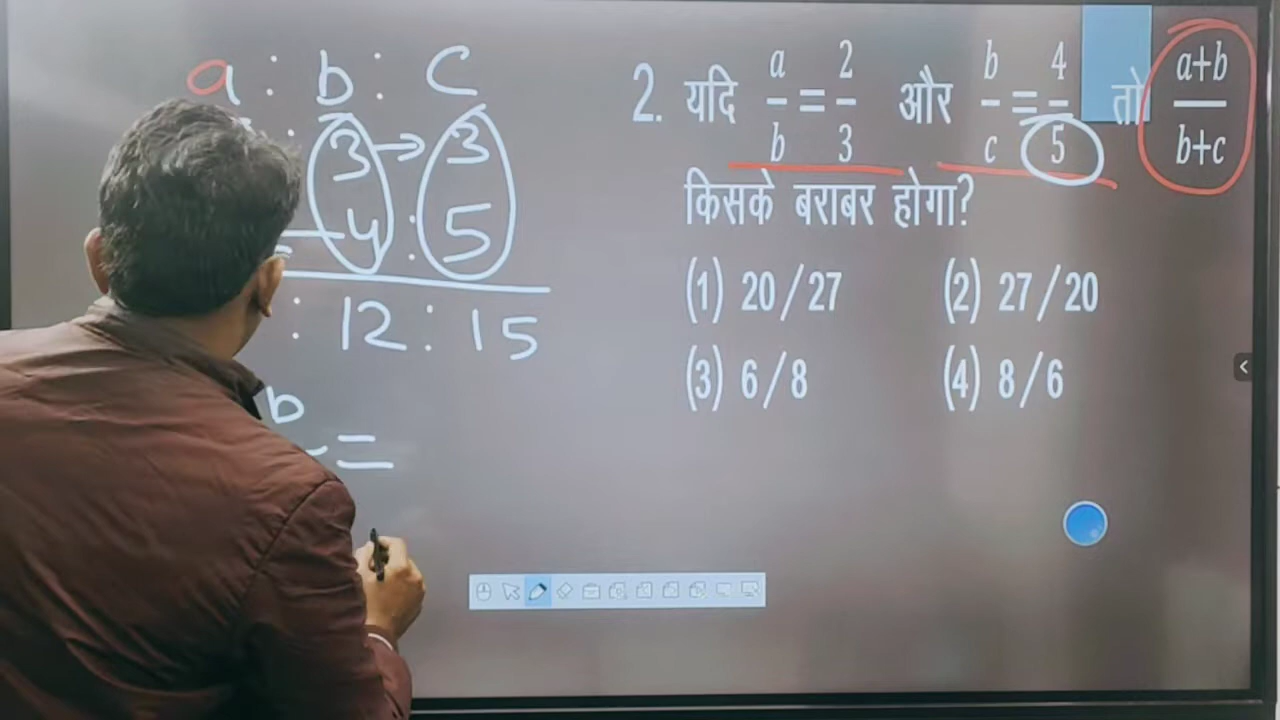 a : b : c
: 3 → 3
4 : 5
: 12 : 15
b
=
2. यदि a/b = 2/3 और b/c = 4/5 तो a+b/b+c
किसके बराबर होगा?
(1) 20/27 (2) 27/20
(3) 6/8 (4) 8/6